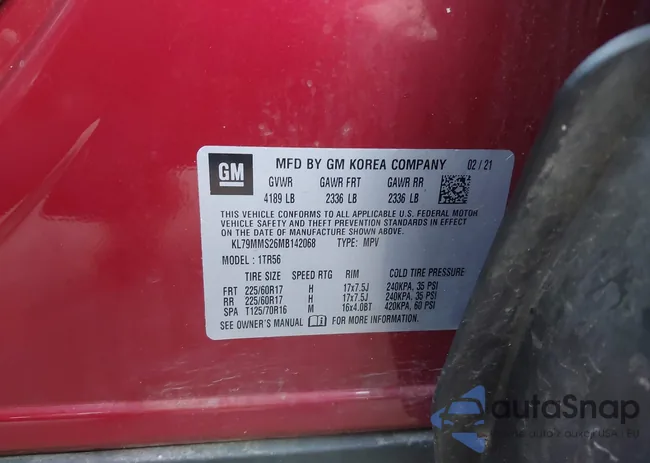 GM
MFD BY GM KOREA COMPANY 02/21
GVWR GAWR FRT GAWR RR
4189 LB 2336 LB 2336 LB
THIS VEHICLE CONFORMS TO ALL APPLICABLE U.S. FEDERAL MOTOR
VEHICLE SAFETY AND THEFT PREVENTION STANDARDS IN EFFECT
ON THE DATE OF MANUFACTURE SHOWN ABOVE.
KL79MMS26MB142068 TYPE: MPV
MODEL: 1TR56
TIRE SIZE SPEED RTG RIM COLD TIRE PRESSURE
FRT 225/60R17 H 17x7.5J 240KPA, 35 PSI
RR 225/60R17 H 17x7.5J 240KPA, 35 PSI
SPA T125/70R16 M 16x4.0BT 420KPA, 60 PSI
SEE OWNER'S MANUAL FOR MORE INFORMATION.
autoSnap